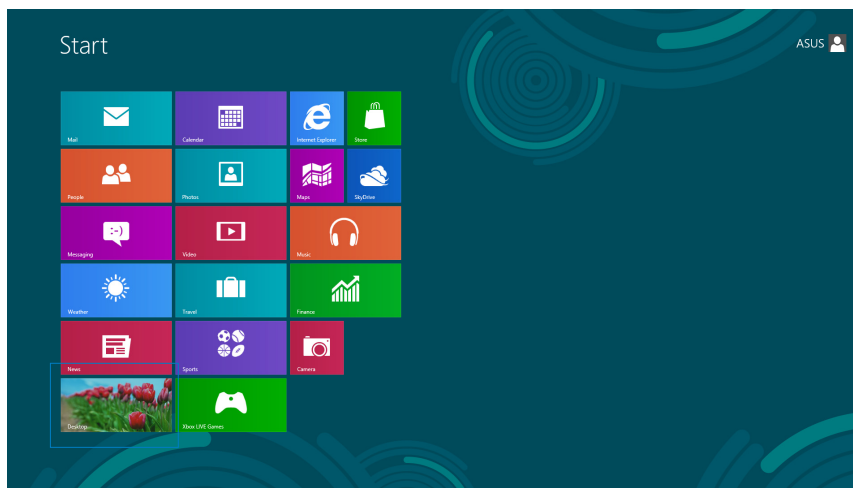 Start
ASUS
Mail
Calendar
Internet Explorer
Store
People
Photos
Maps
SkyDrive
:-)
Messaging
Video
Music
Weather
Travel
Finance
News
Sports
Camera
Desktop
Xbox LIVE Games